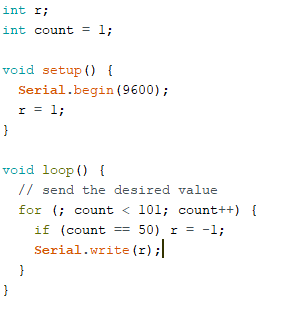 int r;
int count = 1;
void setup() {
  Serial.begin(9600);
  r = 1;
}
void loop() {
  // send the desired value
  for (; count < 101; count++) {
    if (count == 50) r = -1;
    Serial.write(r);
  }
}